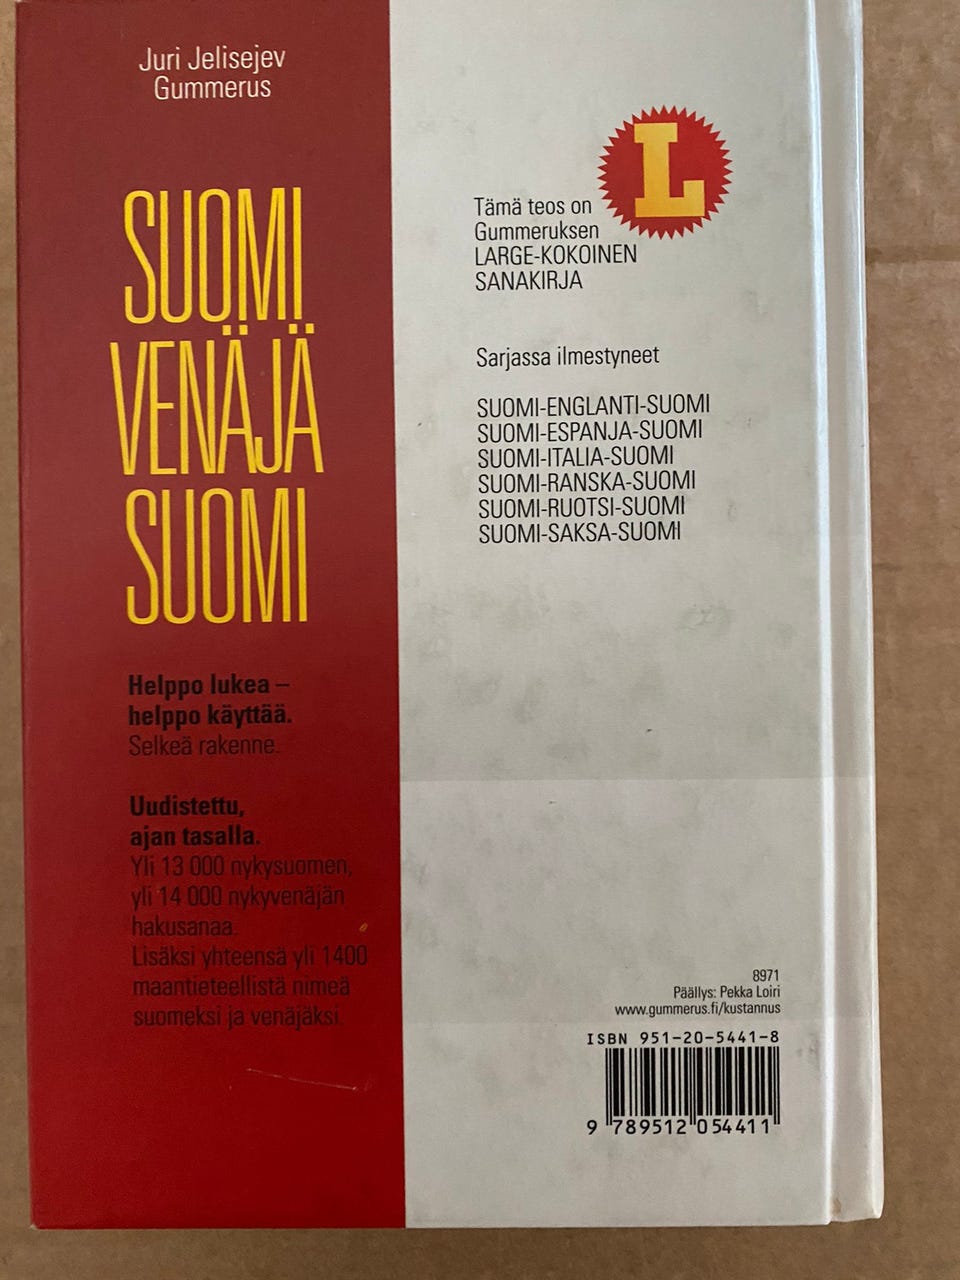 Juri Jelisejev
Gummerus
SUOMI
VENÄJÄ
SUOMI
Helppo lukea –
helppo käyttää.
Selkeä rakenne.
Uudistettu,
ajan tasalla.
Yli 13 000 nykysuomen,
yli 14 000 nykyvenäjän
hakusanaa.
Lisäksi yhteensä yli 1400
maantieteellistä nimeä
suomeksi ja venäjäksi.
L
Tämä teos on
Gummeruksen
LARGE-KOKOINEN
SANAKIRJA
Sarjassa ilmestyneet
SUOMI-ENGLANTI-SUOMI
SUOMI-ESPANJA-SUOMI
SUOMI-ITALIA-SUOMI
SUOMI-RANSKA-SUOMI
SUOMI-RUOTSI-SUOMI
SUOMI-SAKSA-SUOMI
8971
Päällys: Pekka Loiri
www.gummerus.fi/kustannus
ISBN 951-20-5441-8
9 789512 054411